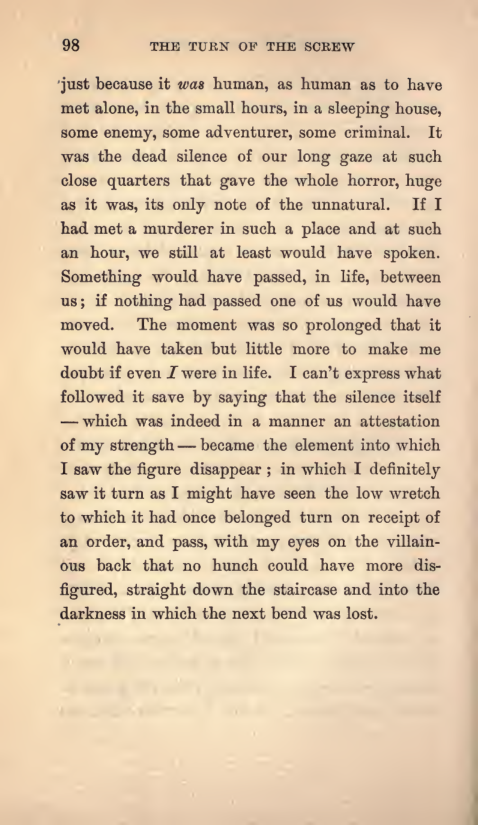 98 THE TURN OF THE SCREW
just because it was human, as human as to have
met alone, in the small hours, in a sleeping house,
some enemy, some adventurer, some criminal. It
was the dead silence of our long gaze at such
close quarters that gave the whole horror, huge
as it was, its only note of the unnatural. If I
had met a murderer in such a place and at such
an hour, we still at least would have spoken.
Something would have passed, in life, between
us; if nothing had passed one of us would have
moved. The moment was so prolonged that it
would have taken but little more to make me
doubt if even I were in life. I can't express what
followed it save by saying that the silence itself
— which was indeed in a manner an attestation
of my strength — became the element into which
I saw the figure disappear; in which I definitely
saw it turn as I might have seen the low wretch
to which it had once belonged turn on receipt of
an order, and pass, with my eyes on the villain-
ous back that no hunch could have more dis-
figured, straight down the staircase and into the
darkness in which the next bend was lost.